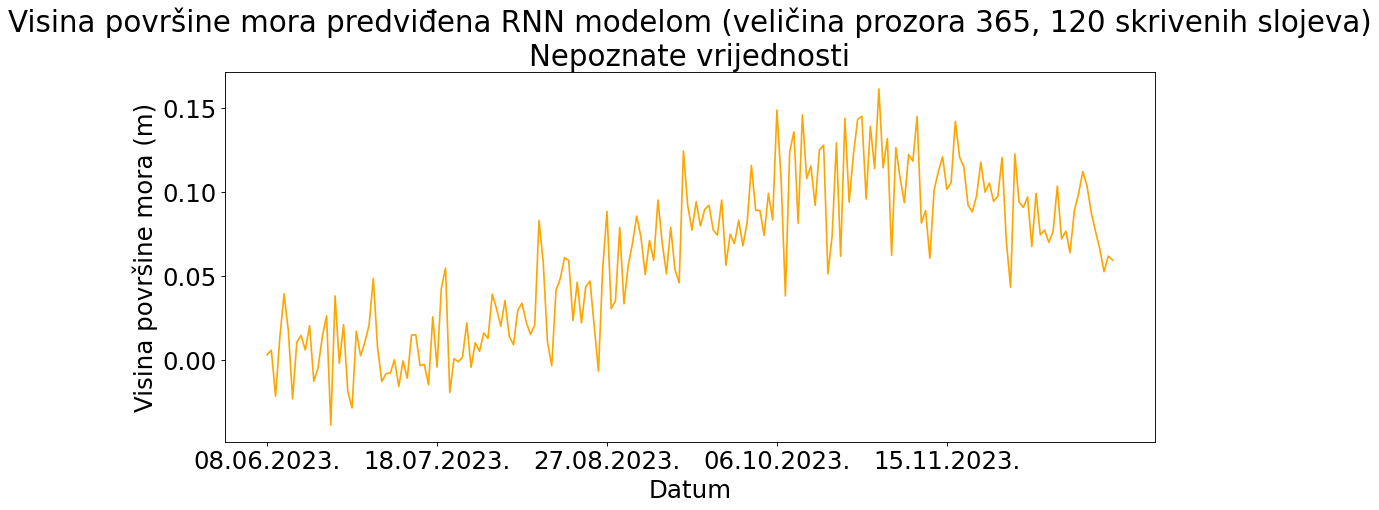 Visina površine mora predviđena RNN modelom (veličina prozora 365, 120 skrivenih slojeva)
Nepoznate vrijednosti
Visina površine mora (m)
0.15
0.10
0.05
0.00
08.06.2023. 18.07.2023. 27.08.2023. 06.10.2023. 15.11.2023.
Datum